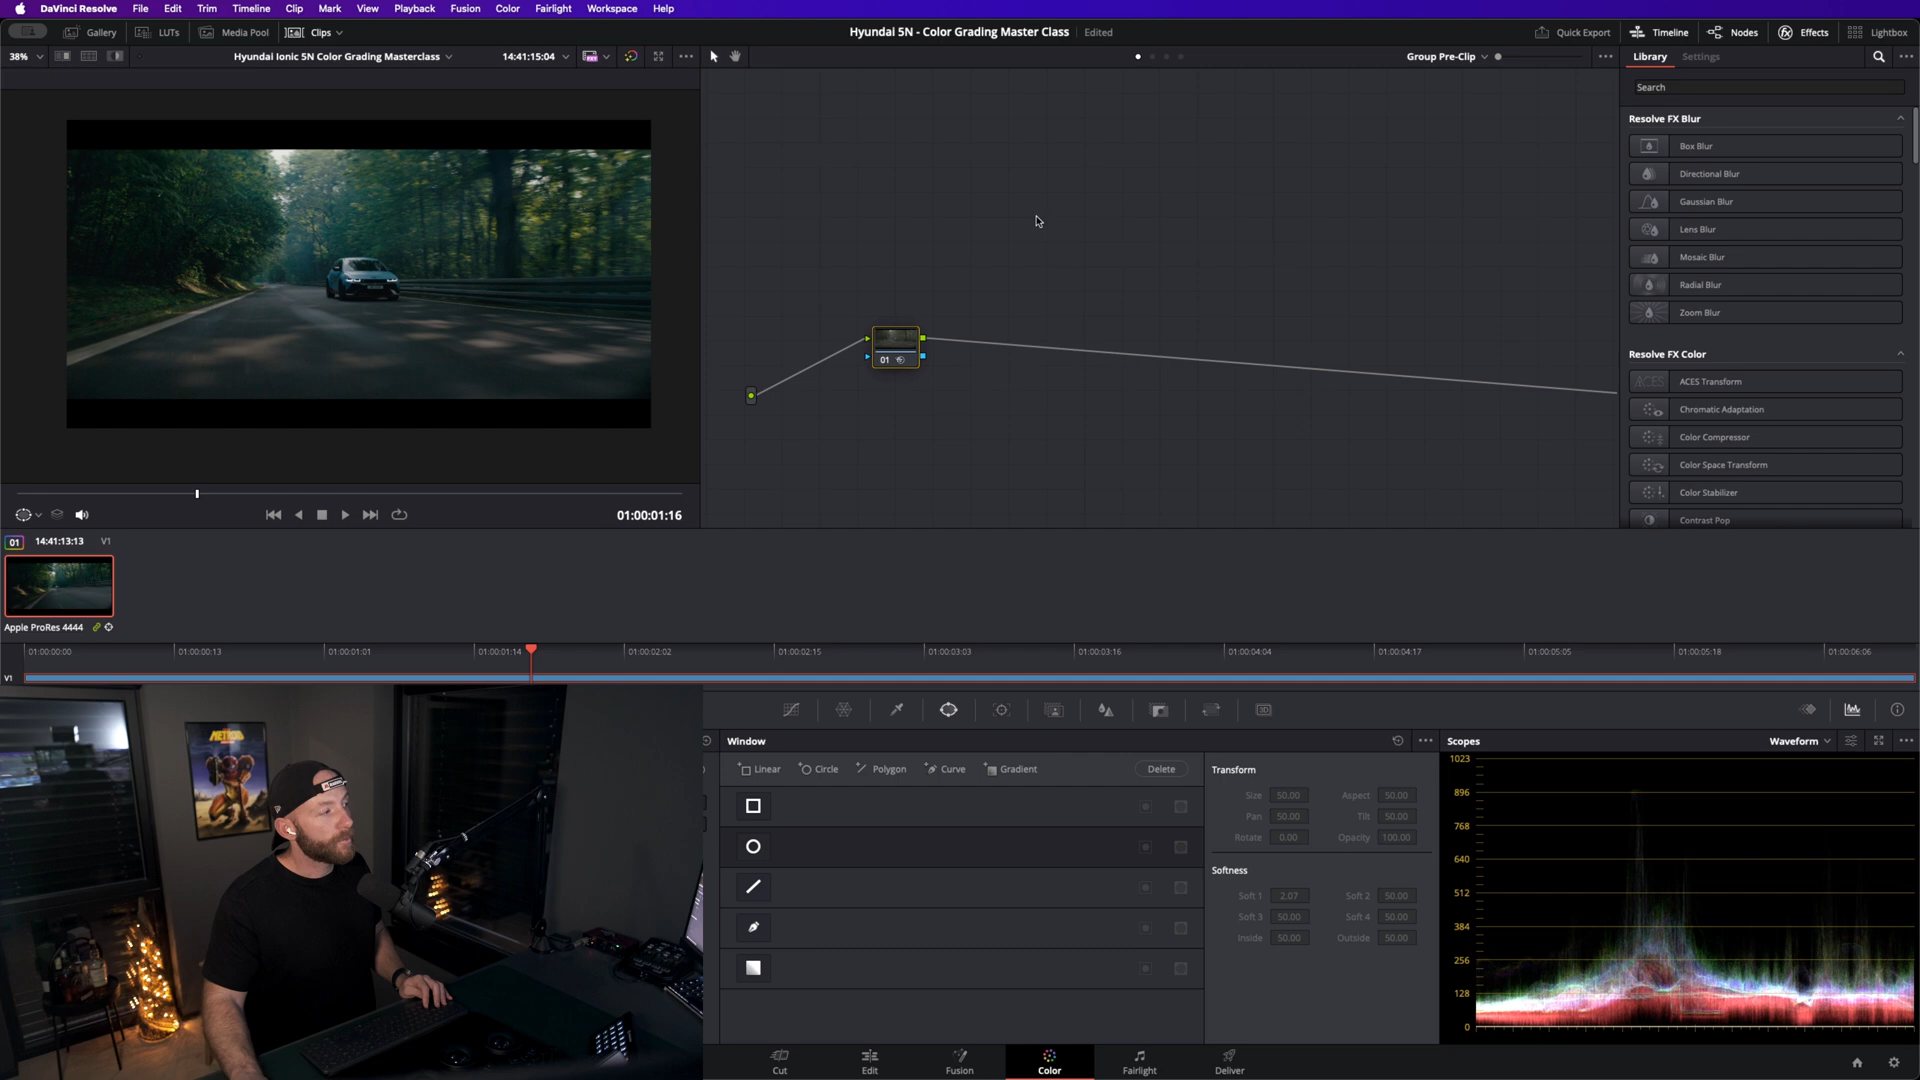 DaVinci Resolve File Edit Trim Timeline Clip Mark View Playback Fusion Color Fairlight Workspace Help
Gallery LUTs Media Pool Clips
Hyundai 5N - Color Grading Master Class Edited
Quick Export Timeline Nodes Effects Lightbox
38% Hyundai Ionic 5N Color Grading Masterclass 14:41:15:04
Group Pre-Clip
Library Settings
Search
Resolve FX Blur
Box Blur
Directional Blur
Gaussian Blur
Lens Blur
Mosaic Blur
Radial Blur
Zoom Blur
Resolve FX Color
ACES ACES Transform
Chromatic Adaptation
Color Compressor
Color Space Transform
Color Stabilizer
Contrast Pop
01
01:00:01:16
01 14:41:13:13 V1
Apple ProRes 4444
01:00:00:00 01:00:00:13 01:00:01:01 01:00:01:14 01:00:02:02 01:00:02:15 01:00:03:03 01:00:03:16 01:00:04:04 01:00:04:17 01:00:05:05 01:00:05:18 01:00:06:06
V1
METROID
3D
Window
Linear Circle Polygon Curve Gradient Delete
Transform
Size 50.00 Aspect 50.00
Pan 50.00 Tilt 50.00
Rotate 0.00 Opacity 100.00
Softness
Soft 1 2.07 Soft 2 50.00
Soft 3 50.00 Soft 4 50.00
Inside 50.00 Outside 50.00
Scopes Waveform
1023
896
768
640
512
384
256
128
0
Cut Edit Fusion Color Fairlight Deliver